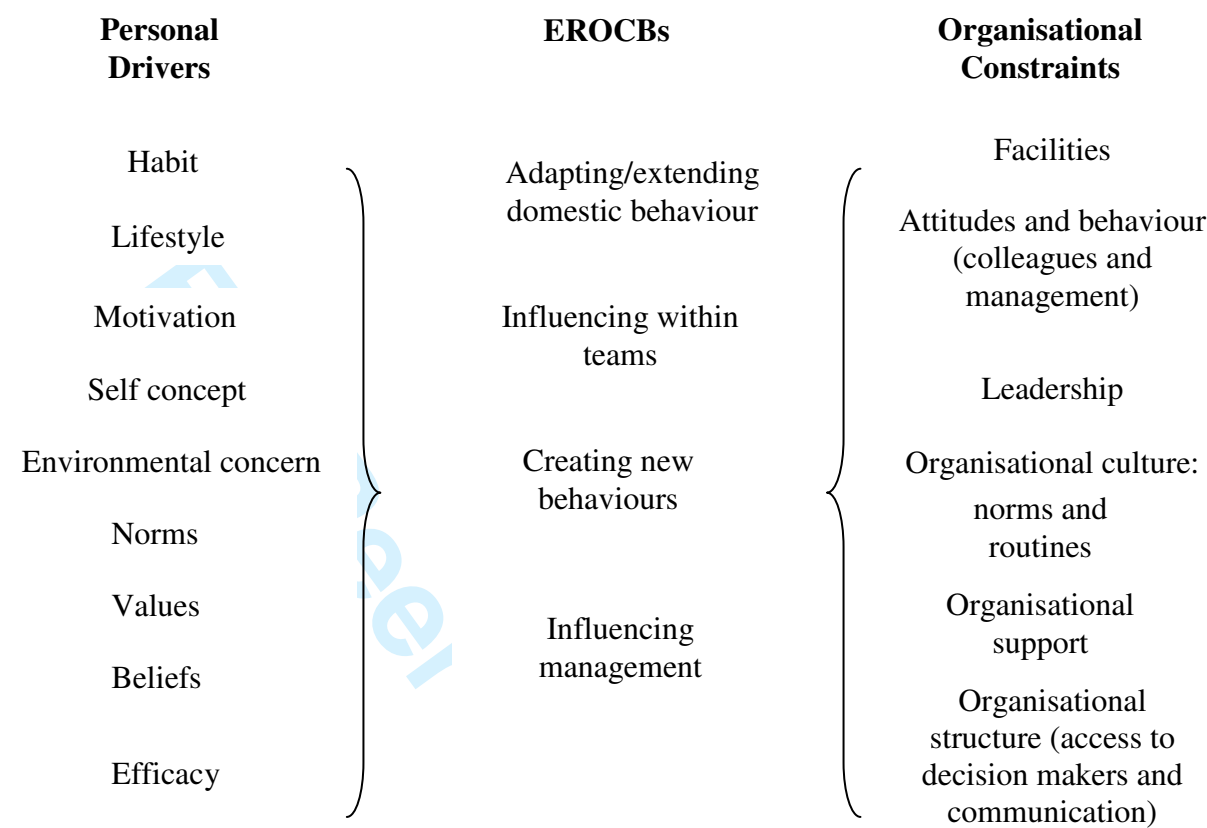 Personal
Drivers
Habit
Lifestyle
Motivation
Self concept
Environmental concern
Norms
Values
Beliefs
Efficacy
EROCBs
Adapting/extending
domestic behaviour
Influencing within
teams
Creating new
behaviours
Influencing
management
Organisational
Constraints
Facilities
Attitudes and behaviour
(colleagues and
management)
Leadership
Organisational culture:
norms and
routines
Organisational
support
Organisational
structure (access to
decision makers and
communication)